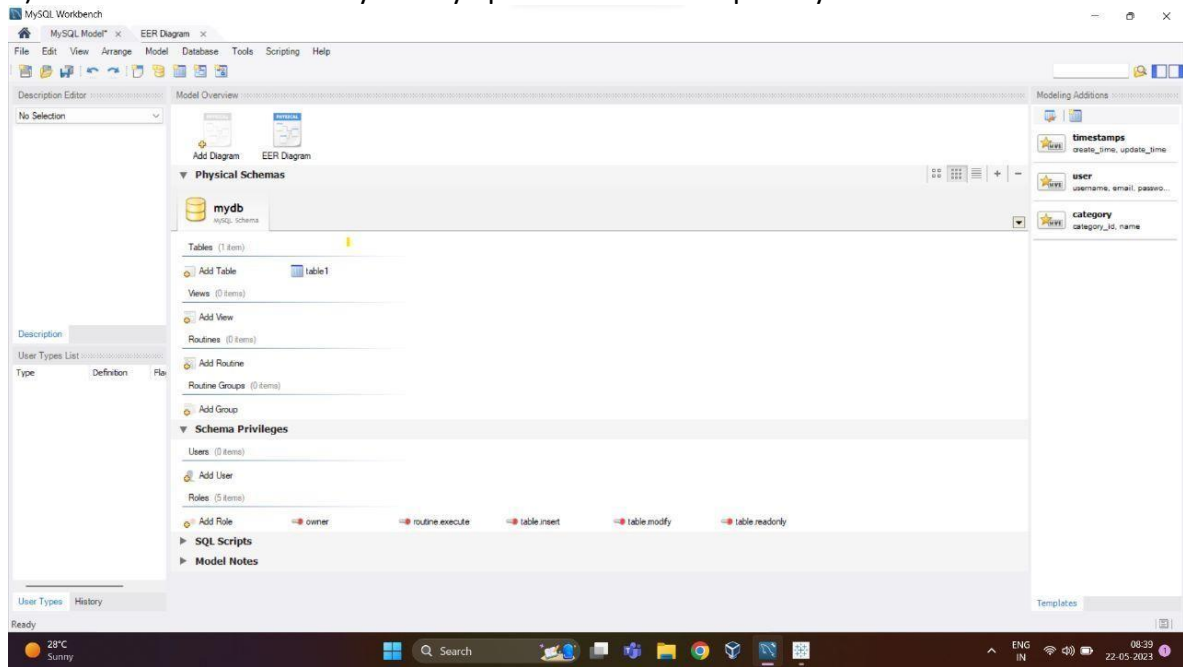 MySQL Workbench
MySQL Model* × EER Diagram ×
File Edit View Arrange Model Database Tools Scripting Help
Description Editor
Model Overview
Modeling Additions
No Selection
Add Diagram
EER Diagram
timestamps
create_time, update_time
Physical Schemas
user
username, email, passwo...
mydb
MySQL Schema
category
category_id, name
Tables (1 item)
Add Table table1
Views (0 items)
Add View
Description
Routines (0 items)
User Types List
Type Definition Fla
Add Routine
Routine Groups (0 items)
Add Group
Schema Privileges
Users (0 items)
Add User
Roles (5 items)
Add Role owner routine.execute table.insert table.modify table.readonly
SQL Scripts
Model Notes
User Types History
Templates
Ready
28°C
Sunny
Search
ENG
IN
08:39
22-05-2023
1